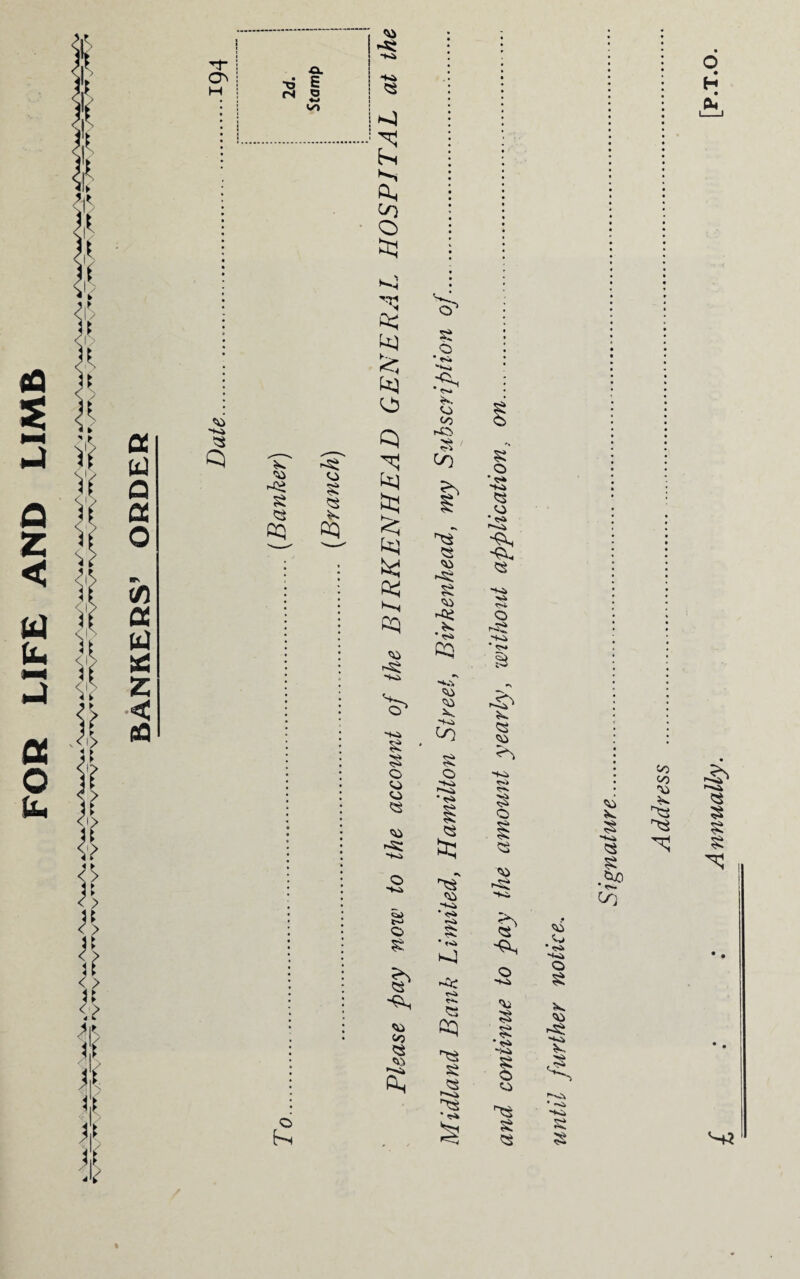 FOR LIFE AND LIMB
BANKERS' ORDER
Date..............................194
2d.
Stamp
To..............................(Banker)
..............................(Branch)
Please pay now to the account of the BIRKENHEAD GENERAL HOSPITAL at the
Midland Bank Limited, Hamilton Street, Birkenhead, my Subscription of..............................
and continue to pay the amount yearly, without application, on..............................
until further notice.
Signature..............................
Address..............................
£ : : Annually.
[P.T.O.